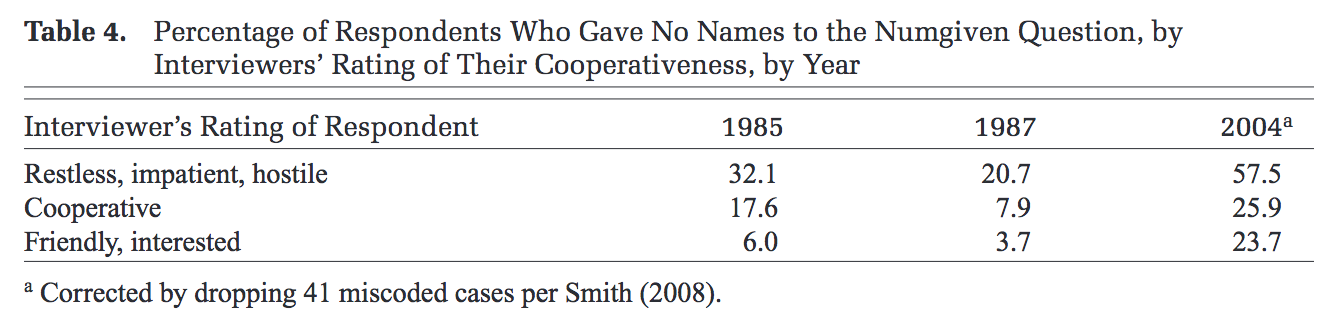 Table 4. Percentage of Respondents Who Gave No Names to the Numgiven Question, by
Interviewers’ Rating of Their Cooperativeness, by Year
Interviewer’s Rating of Respondent 1985 1987 2004ᵃ
Restless, impatient, hostile 32.1 20.7 57.5
Cooperative 17.6 7.9 25.9
Friendly, interested 6.0 3.7 23.7
ᵃ Corrected by dropping 41 miscoded cases per Smith (2008).